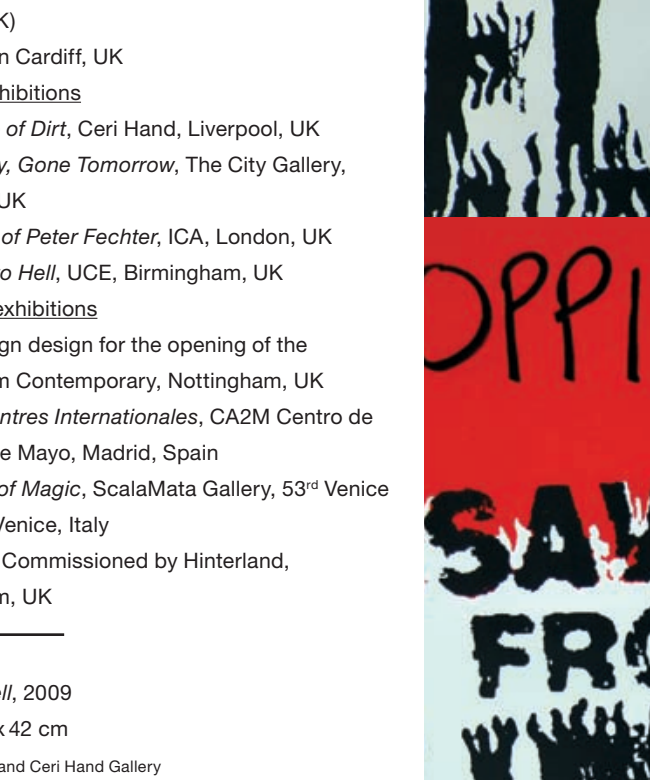 K)
n Cardiff, UK
hibitions
of Dirt, Ceri Hand, Liverpool, UK
y, Gone Tomorrow, The City Gallery,
UK
of Peter Fechter, ICA, London, UK
o Hell, UCE, Birmingham, UK
exhibitions
gn design for the opening of the
m Contemporary, Nottingham, UK
ntres Internationales, CA2M Centro de
e Mayo, Madrid, Spain
of Magic, ScalaMata Gallery, 53rd Venice
Venice, Italy
Commissioned by Hinterland,
m, UK
ell, 2009
x 42 cm
and Ceri Hand Gallery
OPPI
SAV
FRO